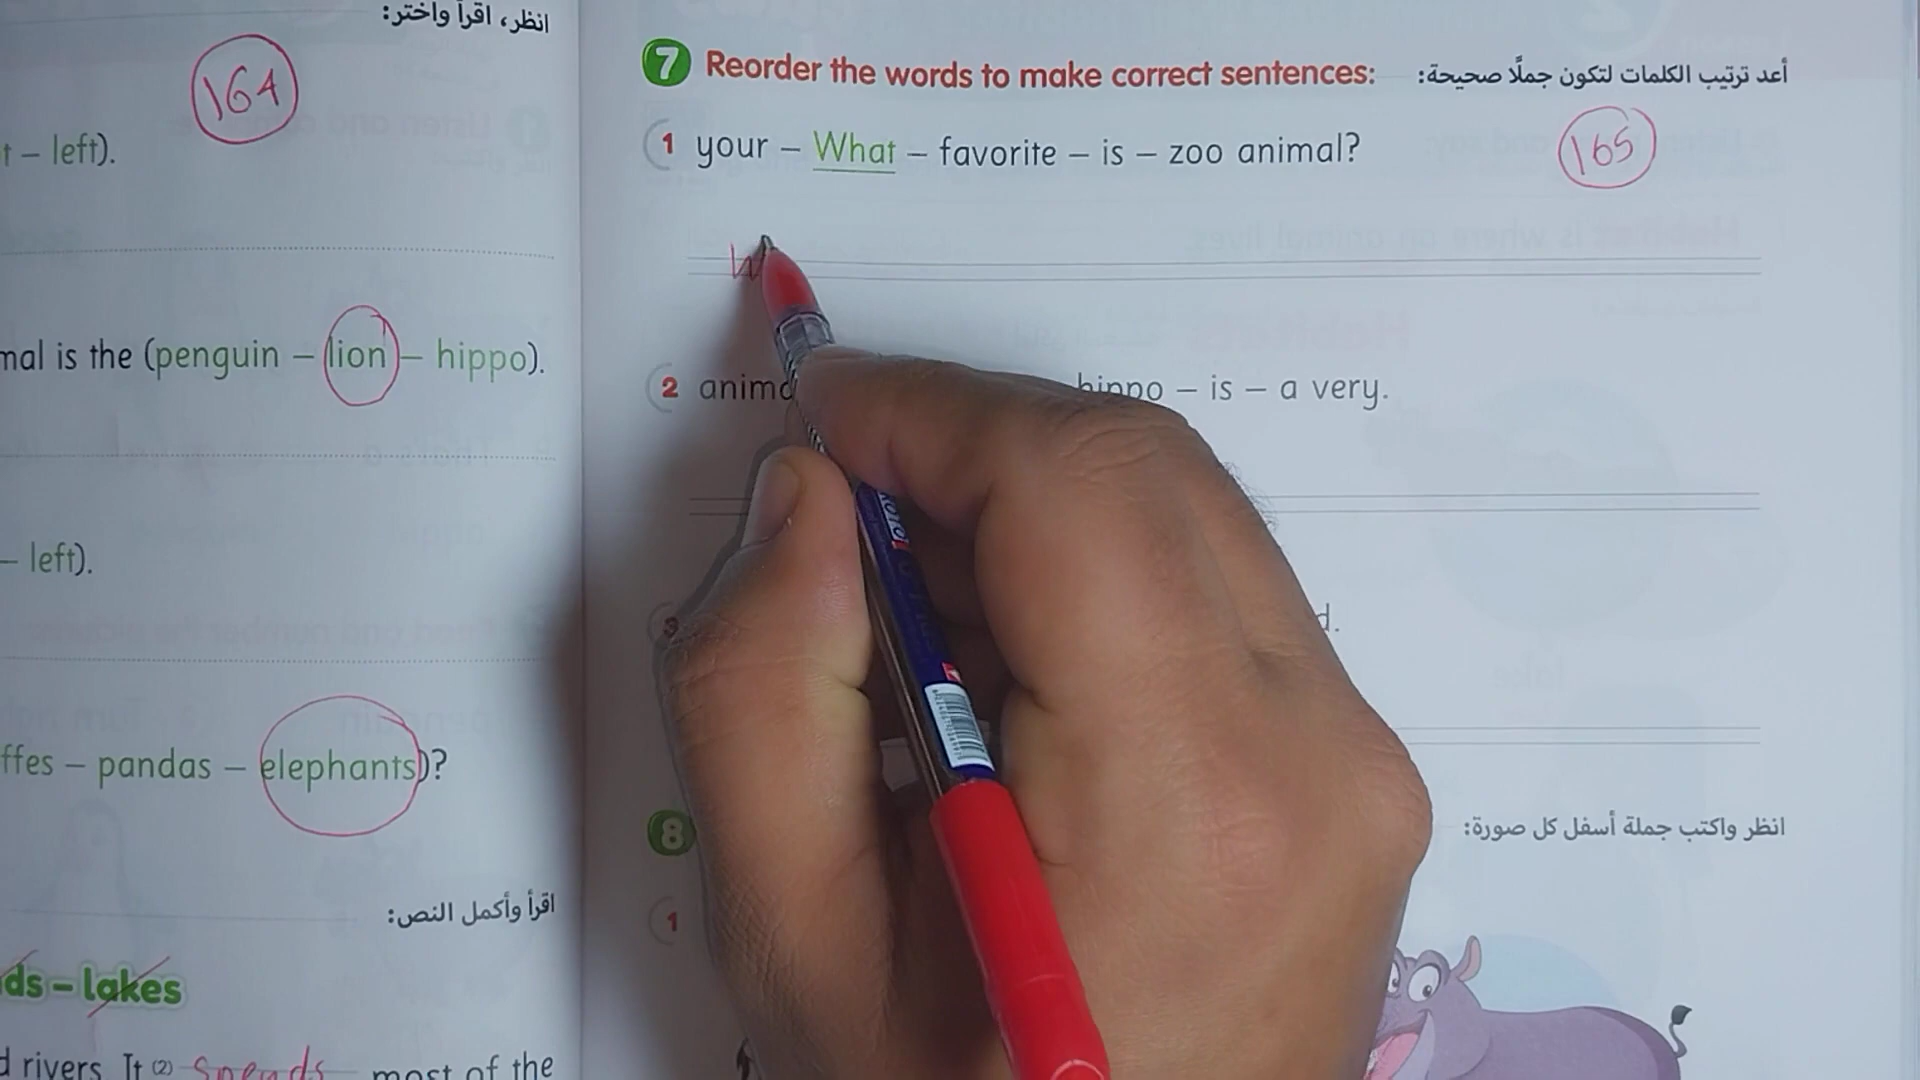 انظر، اقرأ واختر:
164
t – left).
mal is the (penguin – lion – hippo).
– left).
ffes – pandas – elephants)?
اقرأ وأكمل النص:
ds – lakes
d rivers. It (2) spends most of the
7 Reorder the words to make correct sentences: أعد ترتيب الكلمات لتكون جملًا صحيحة:
165
1 your – What – favorite – is – zoo animal?
W
2 anima hippo – is – a very.
3 d.
8 انظر واكتب جملة أسفل كل صورة:
1